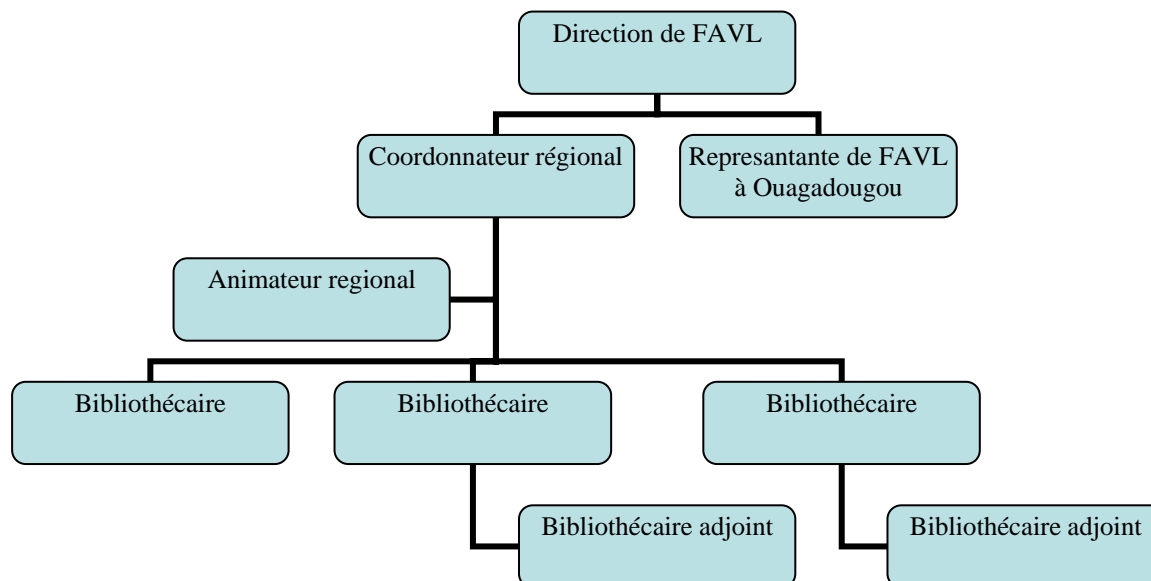 Direction de FAVL
Coordonnateur régional
Represantante de FAVL
à Ouagadougou
Animateur regional
Bibliothécaire
Bibliothécaire
Bibliothécaire
Bibliothécaire adjoint
Bibliothécaire adjoint